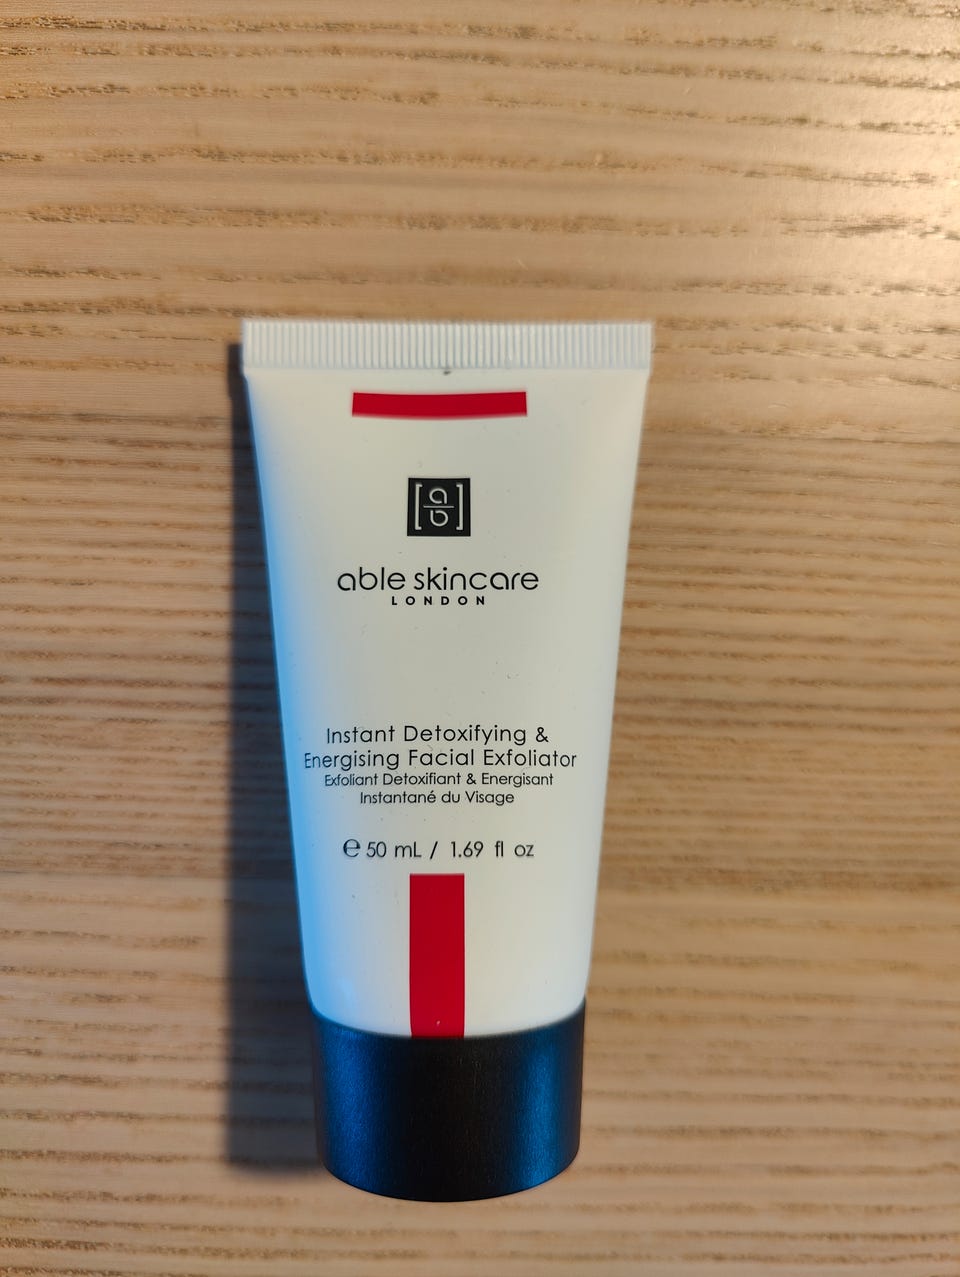 [a/b]
able skincare
LONDON
Instant Detoxifying &
Energising Facial Exfoliator
Exfoliant Detoxifiant & Energisant
Instantané du Visage
℮ 50 mL / 1.69 fl oz